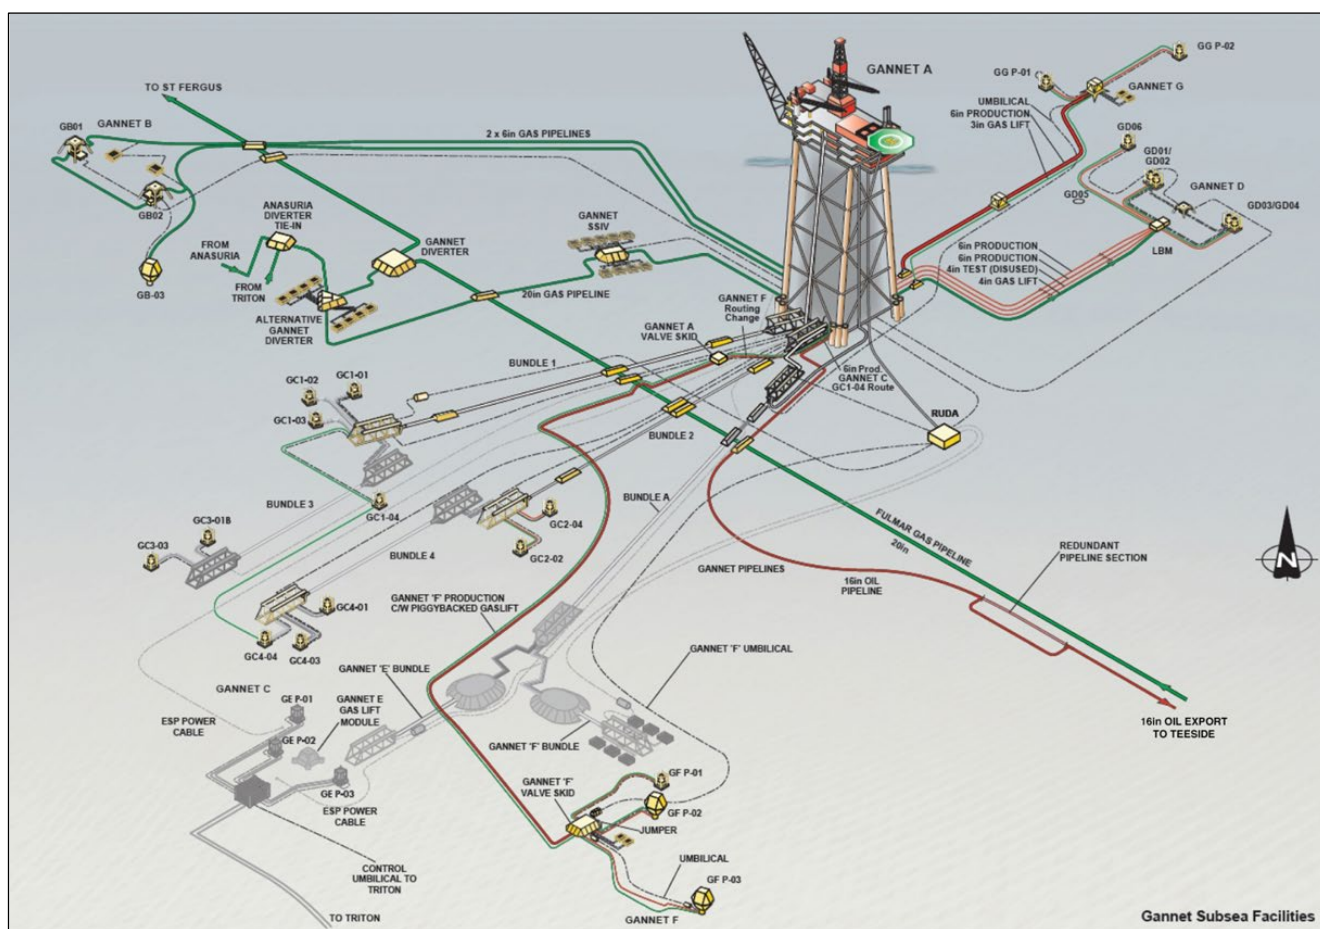 GG P-02
GANNET A
GG P-01
GANNET G
UMBILICAL
6in PRODUCTION
3in GAS LIFT
TO ST FERGUS
GANNET B
GB01
2 x 6in GAS PIPELINES
GD06
GD01/
GD02
GANNET D
GD05
GD03/GD04
GB02
ANASURIA
DIVERTER
TIE-IN
GANNET
SSIV
GANNET
DIVERTER
FROM
ANASURIA
6in PRODUCTION
6in PRODUCTION
4in TEST (DISUSED)
4in GAS LIFT
LBM
GB-03
FROM
TRITON
20in GAS PIPELINE
GANNET F
Routing
Change
ALTERNATIVE
GANNET
DIVERTER
GANNET A
VALVE SKID
BUNDLE 1
6in Prod.
GANNET C
GC1-04 Route
GC1-02
GC1-01
GC1-03
RUDA
BUNDLE 2
BUNDLE 3
BUNDLE A
GC1-04
GC2-04
GC3-01B
GC3-03
BUNDLE 4
GC2-02
FULMAR GAS PIPELINE
20in
REDUNDANT
PIPELINE SECTION
N
GANNET PIPELINES
16in OIL
PIPELINE
GANNET 'F' PRODUCTION
C/W PIGGYBACKED GASLIFT
GC4-01
GC4-04
GC4-03
GANNET 'F' UMBILICAL
GANNET 'E' BUNDLE
GANNET C
GE P-01
GANNET E
GAS LIFT
MODULE
ESP POWER
CABLE
16in OIL EXPORT
TO TEESIDE
GE P-02
GANNET 'F' BUNDLE
GE P-03
GANNET 'F'
VALVE SKID
GF P-01
ESP POWER
CABLE
GF P-02
JUMPER
CONTROL
UMBILICAL TO
TRITON
UMBILICAL
GF P-03
TO TRITON
GANNET F
Gannet Subsea Facilities